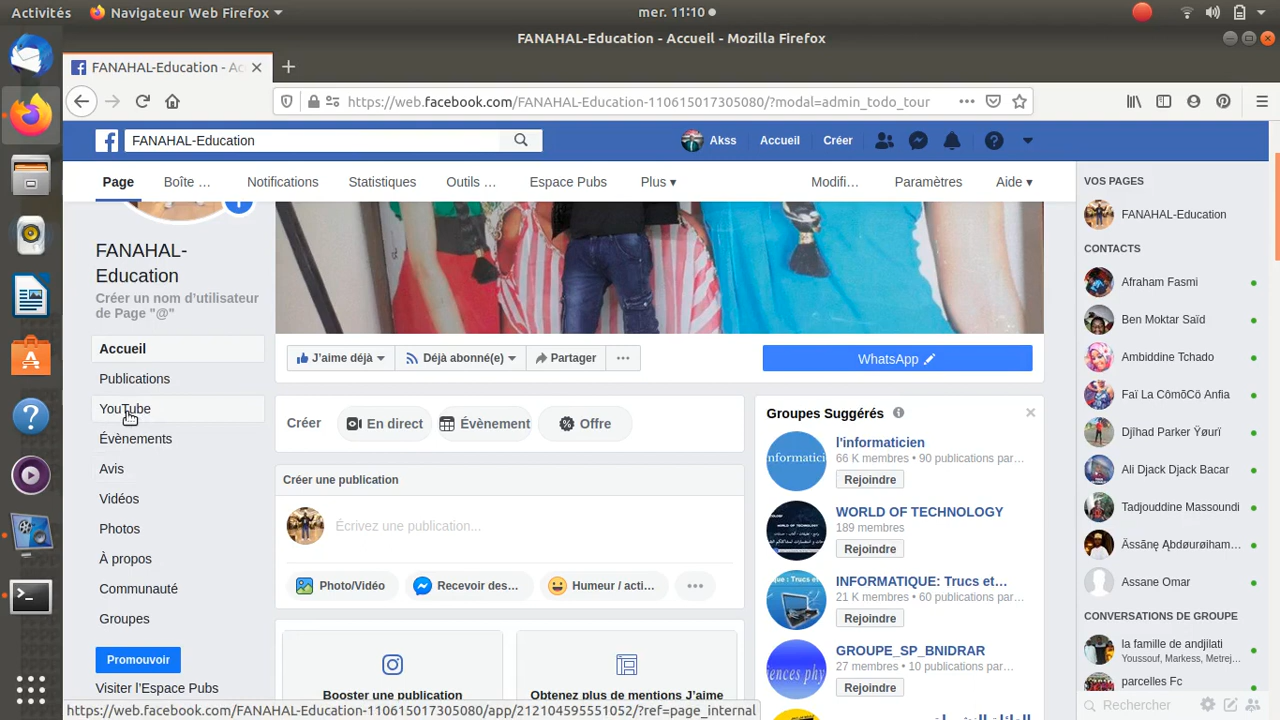 Activités
Navigateur Web Firefox
mer. 11:10
FANAHAL-Education - Accueil - Mozilla Firefox
FANAHAL-Education - Ac
https://web.facebook.com/FANAHAL-Education-110615017305080/?modal=admin_todo_tour
FANAHAL-Education
Akss
Accueil
Créer
Page
Boîte …
Notifications
Statistiques
Outils …
Espace Pubs
Plus
Modifi…
Paramètres
Aide
FANAHAL-
Education
Créer un nom d’utilisateur
de Page "@"
Accueil
Publications
YouTube
Évènements
Avis
Vidéos
Photos
À propos
Communauté
Groupes
Promouvoir
Visiter l’Espace Pubs
J’aime déjà
Déjà abonné(e)
Partager
WhatsApp
Créer
En direct
Évènement
Offre
Créer une publication
Écrivez une publication...
Photo/Vidéo
Recevoir des…
Humeur / acti…
Booster une publication
Obtenez plus de mentions J’aime
Groupes Suggérés
l'informaticien
66 K membres • 90 publications par…
Rejoindre
WORLD OF TECHNOLOGY
189 membres
Rejoindre
INFORMATIQUE: Trucs et…
21 K membres • 60 publications par…
Rejoindre
GROUPE_SP_BNIDRAR
27 membres • 10 publications par…
Rejoindre
VOS PAGES
FANAHAL-Education
CONTACTS
Afraham Fasmi
Ben Moktar Saïd
Ambiddine Tchado
Faï La CômõCö Anfia
Djîhad Parker Ÿøurï
Ali Djack Djack Bacar
Tadjouddine Massoundi
Assane Omar
CONVERSATIONS DE GROUPE
la famille de andjilati
Youssouf, Markess, Metrej…
parcelles Fc
Rechercher
https://web.facebook.com/FANAHAL-Education-110615017305080/app/212104595551052/?ref=page_internal